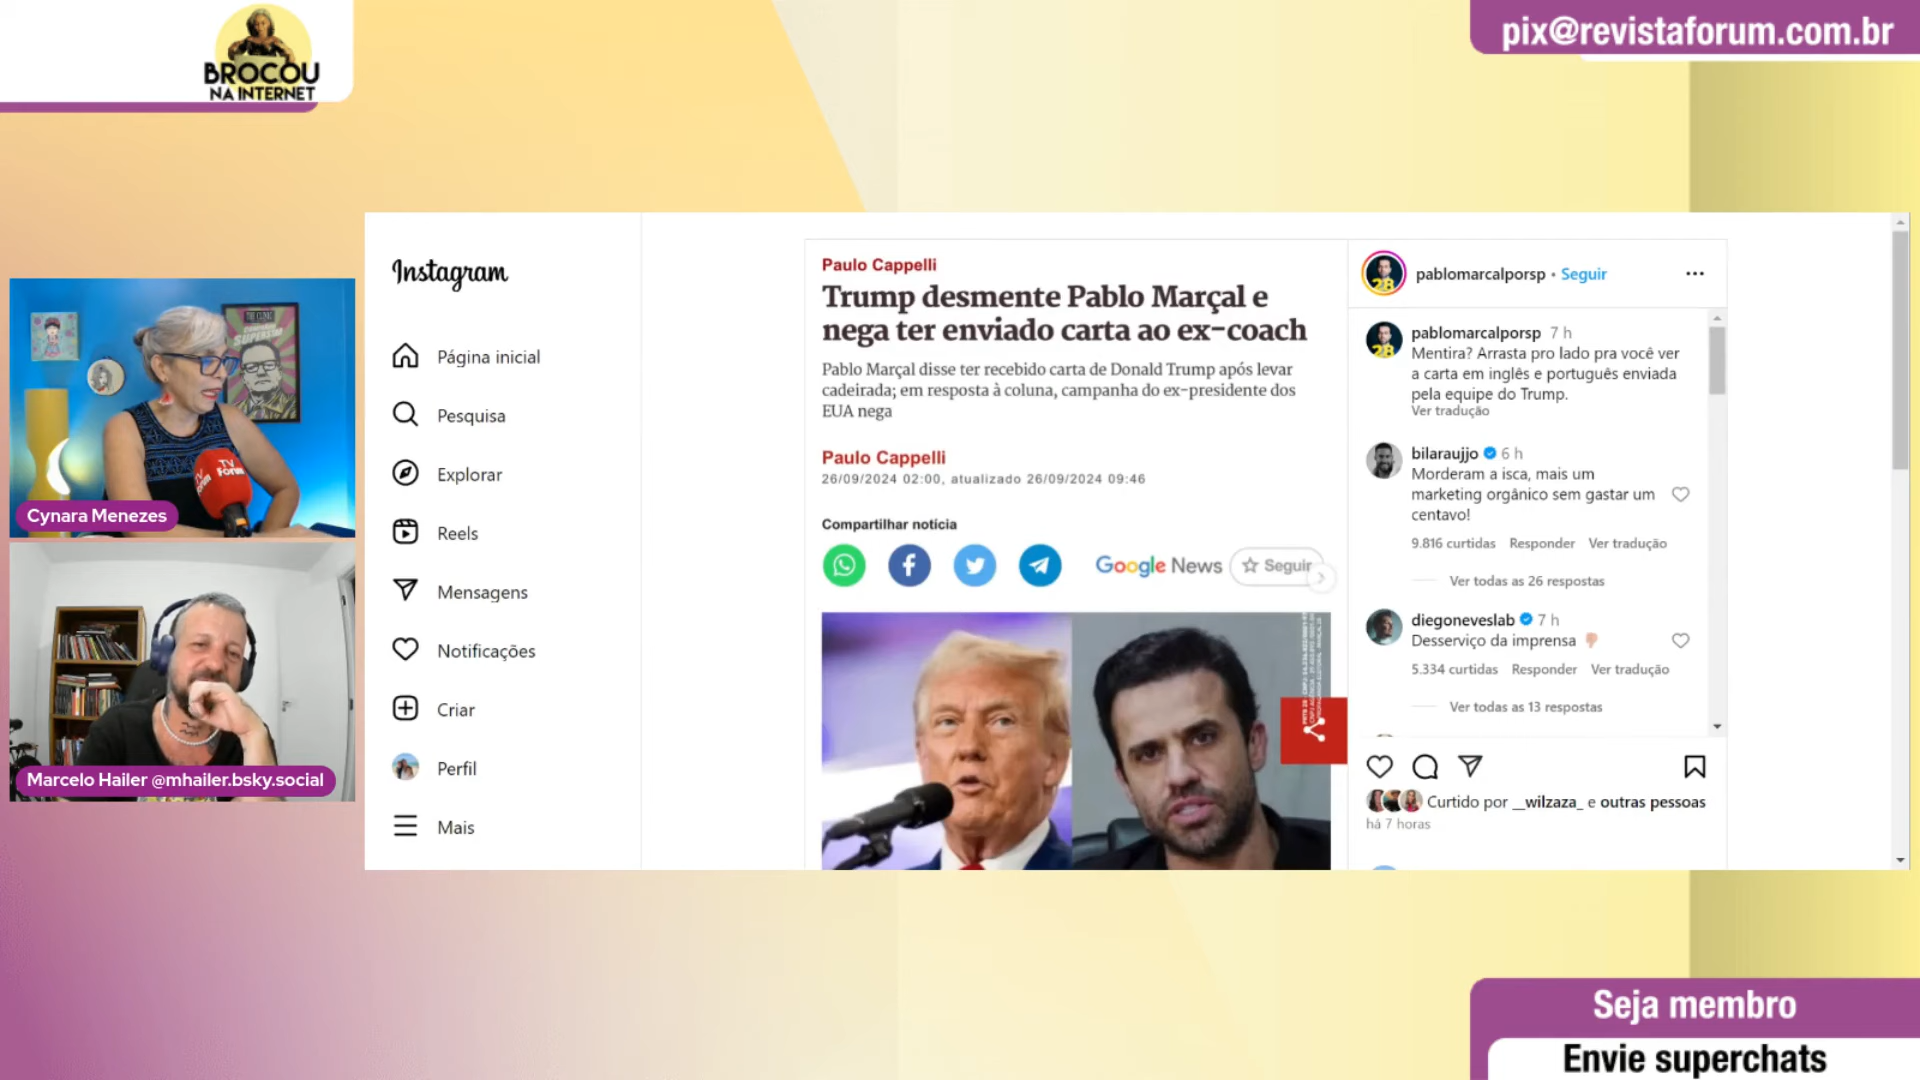 BROCOU
NA INTERNET
pix@revistaforum.com.br
THE CLINIC
SUPERSTAR
TV
FÓRUM
Cynara Menezes
Marcelo Hailer @mhailer.bsky.social
Instagram
Página inicial
Pesquisa
Explorar
Reels
Mensagens
Notificações
Criar
Perfil
Mais
Paulo Cappelli
Trump desmente Pablo Marçal e
nega ter enviado carta ao ex-coach
Pablo Marçal disse ter recebido carta de Donald Trump após levar
cadeirada; em resposta à coluna, campanha do ex-presidente dos
EUA nega
Paulo Cappelli
26/09/2024 02:00, atualizado 26/09/2024 09:46
Compartilhar notícia
Google News
Seguir
pablomarcalporsp • Seguir
28
pablomarcalporsp 7 h
Mentira? Arrasta pro lado pra você ver
a carta em inglês e português enviada
pela equipe do Trump.
Ver tradução
bilaraujjo 6 h
Morderam a isca, mais um
marketing orgânico sem gastar um
centavo!
9.816 curtidas Responder Ver tradução
Ver todas as 26 respostas
diegoneveslab 7 h
Desserviço da imprensa 👎🏼
5.334 curtidas Responder Ver tradução
Ver todas as 13 respostas
Curtido por __wilzaza_ e outras pessoas
há 7 horas
Seja membro
Envie superchats